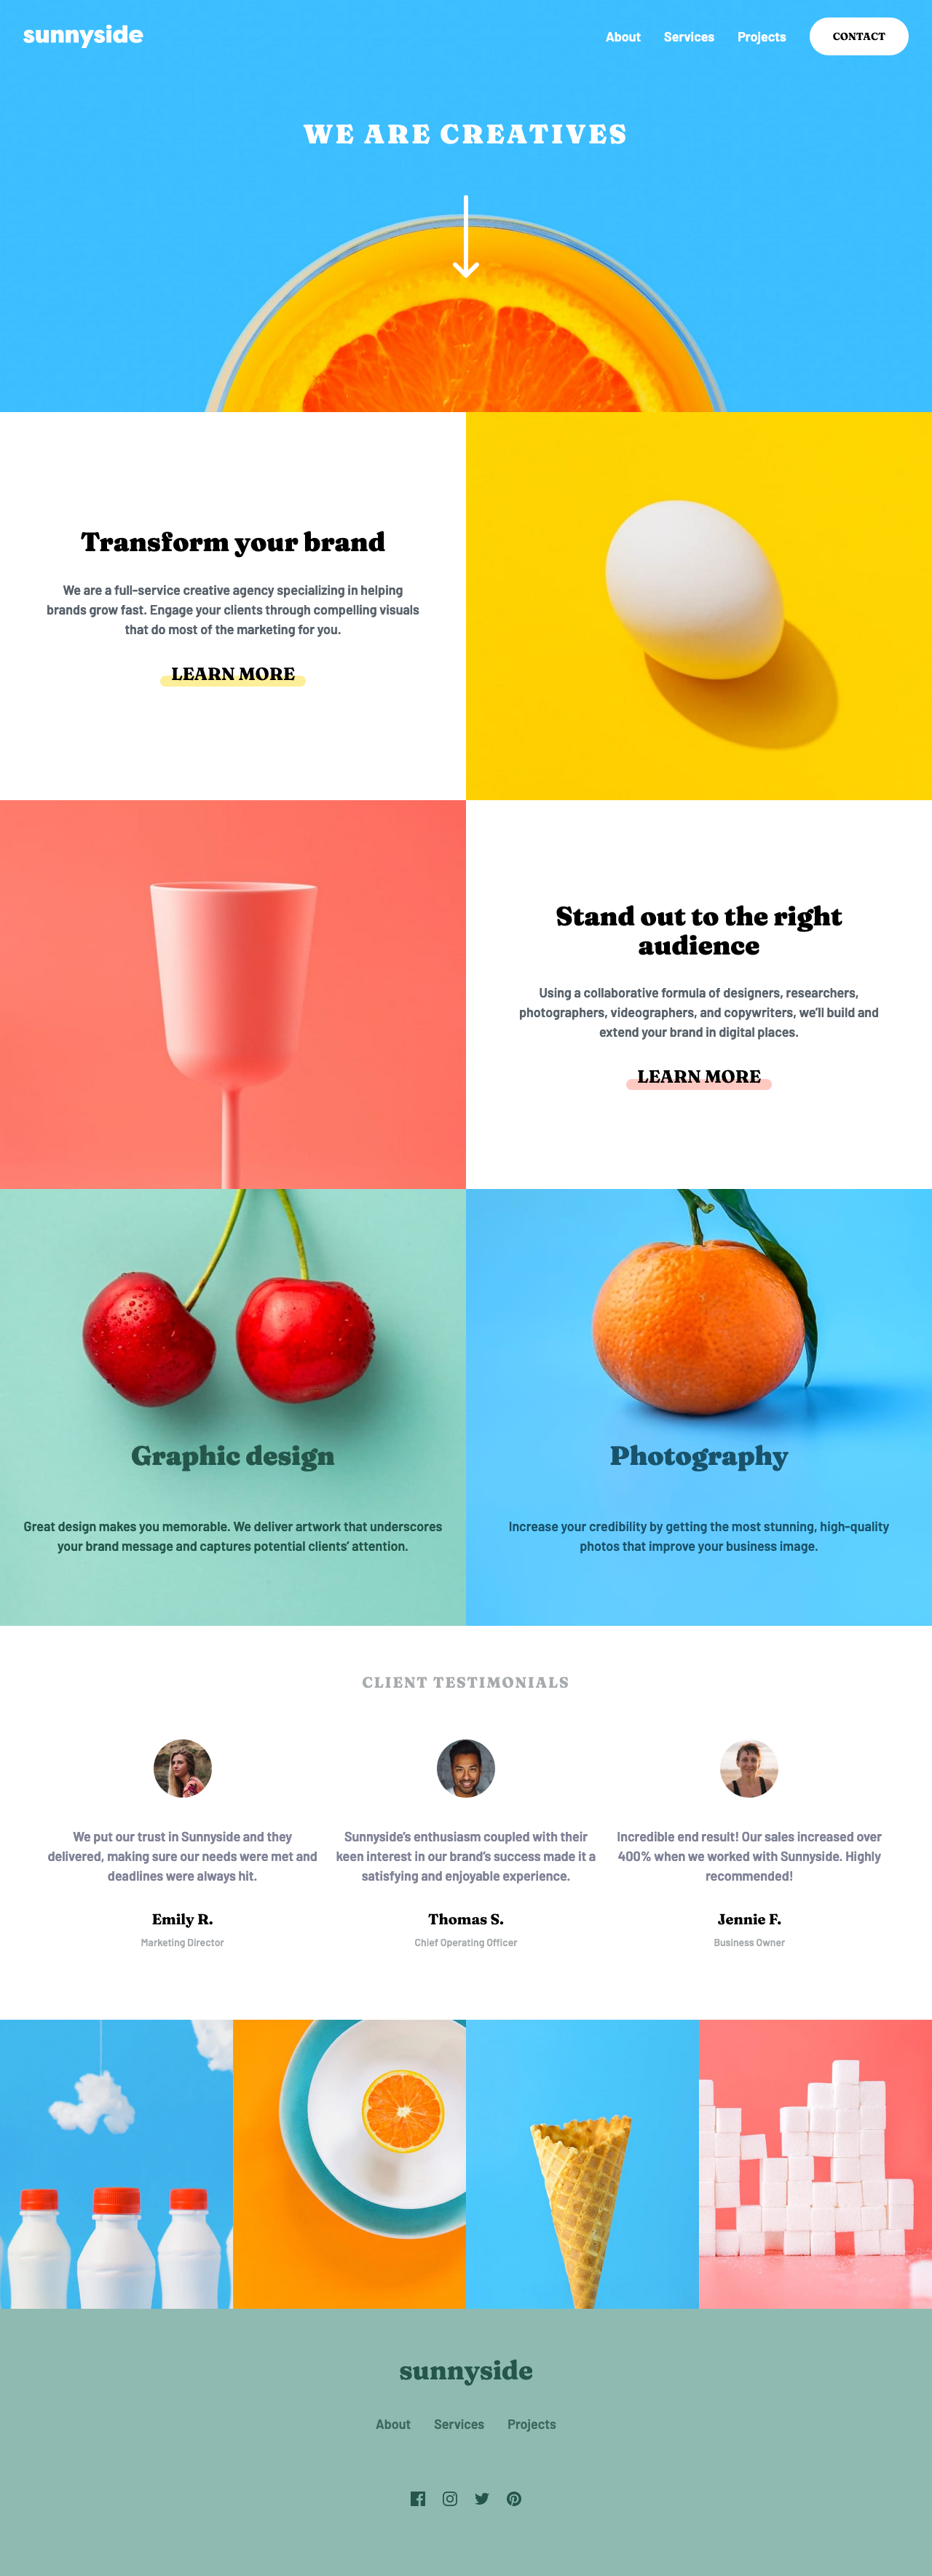 sunnyside
About Services Projects CONTACT
WE ARE CREATIVES
Transform your brand
We are a full-service creative agency specializing in helping
brands grow fast. Engage your clients through compelling visuals
that do most of the marketing for you.
LEARN MORE
Stand out to the right
audience
Using a collaborative formula of designers, researchers,
photographers, videographers, and copywriters, we’ll build and
extend your brand in digital places.
LEARN MORE
Graphic design
Great design makes you memorable. We deliver artwork that underscores
your brand message and captures potential clients’ attention.
Photography
Increase your credibility by getting the most stunning, high-quality
photos that improve your business image.
CLIENT TESTIMONIALS
We put our trust in Sunnyside and they
delivered, making sure our needs were met and
deadlines were always hit.
Emily R.
Marketing Director
Sunnyside’s enthusiasm coupled with their
keen interest in our brand’s success made it a
satisfying and enjoyable experience.
Thomas S.
Chief Operating Officer
Incredible end result! Our sales increased over
400% when we worked with Sunnyside. Highly
recommended!
Jennie F.
Business Owner
sunnyside
About Services Projects